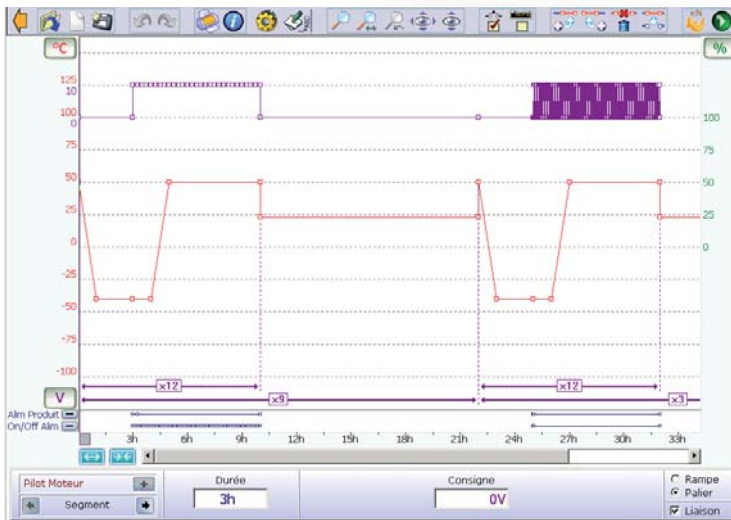 °C
%
125
10
100
0
75
50
25
0
-25
-50
-75
-100
100
75
50
25
0
V
x12
x12
x9
x3
Alm Produit
On/Off Alm
3h 6h 9h 12h 15h 18h 21h 24h 27h 30h 33h
Pilot Moteur
Segment
Durée
3h
Consigne
0V
Rampe
Palier
Liaison